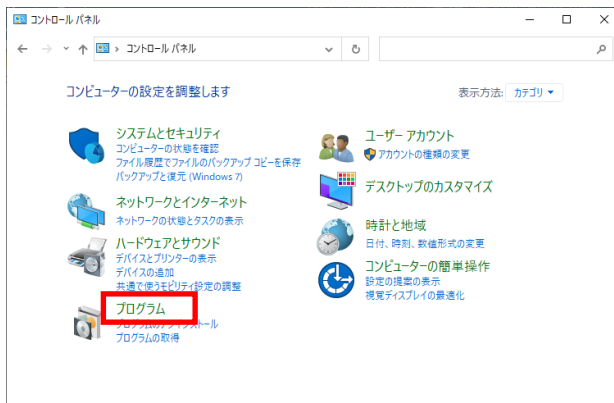 コントロール パネル
コントロール パネル
コンピューターの設定を調整します
表示方法: カテゴリ
システムとセキュリティ
コンピューターの状態を確認
ファイル履歴でファイルのバックアップ コピーを保存
バックアップと復元 (Windows 7)
ネットワークとインターネット
ネットワークの状態とタスクの表示
ハードウェアとサウンド
デバイスとプリンターの表示
デバイスの追加
共通で使うモビリティ設定の調整
プログラム
プログラムのアンインストール
プログラムの取得
ユーザー アカウント
アカウントの種類の変更
デスクトップのカスタマイズ
時計と地域
日付、時刻、数値形式の変更
コンピューターの簡単操作
設定の提案の表示
視覚ディスプレイの最適化